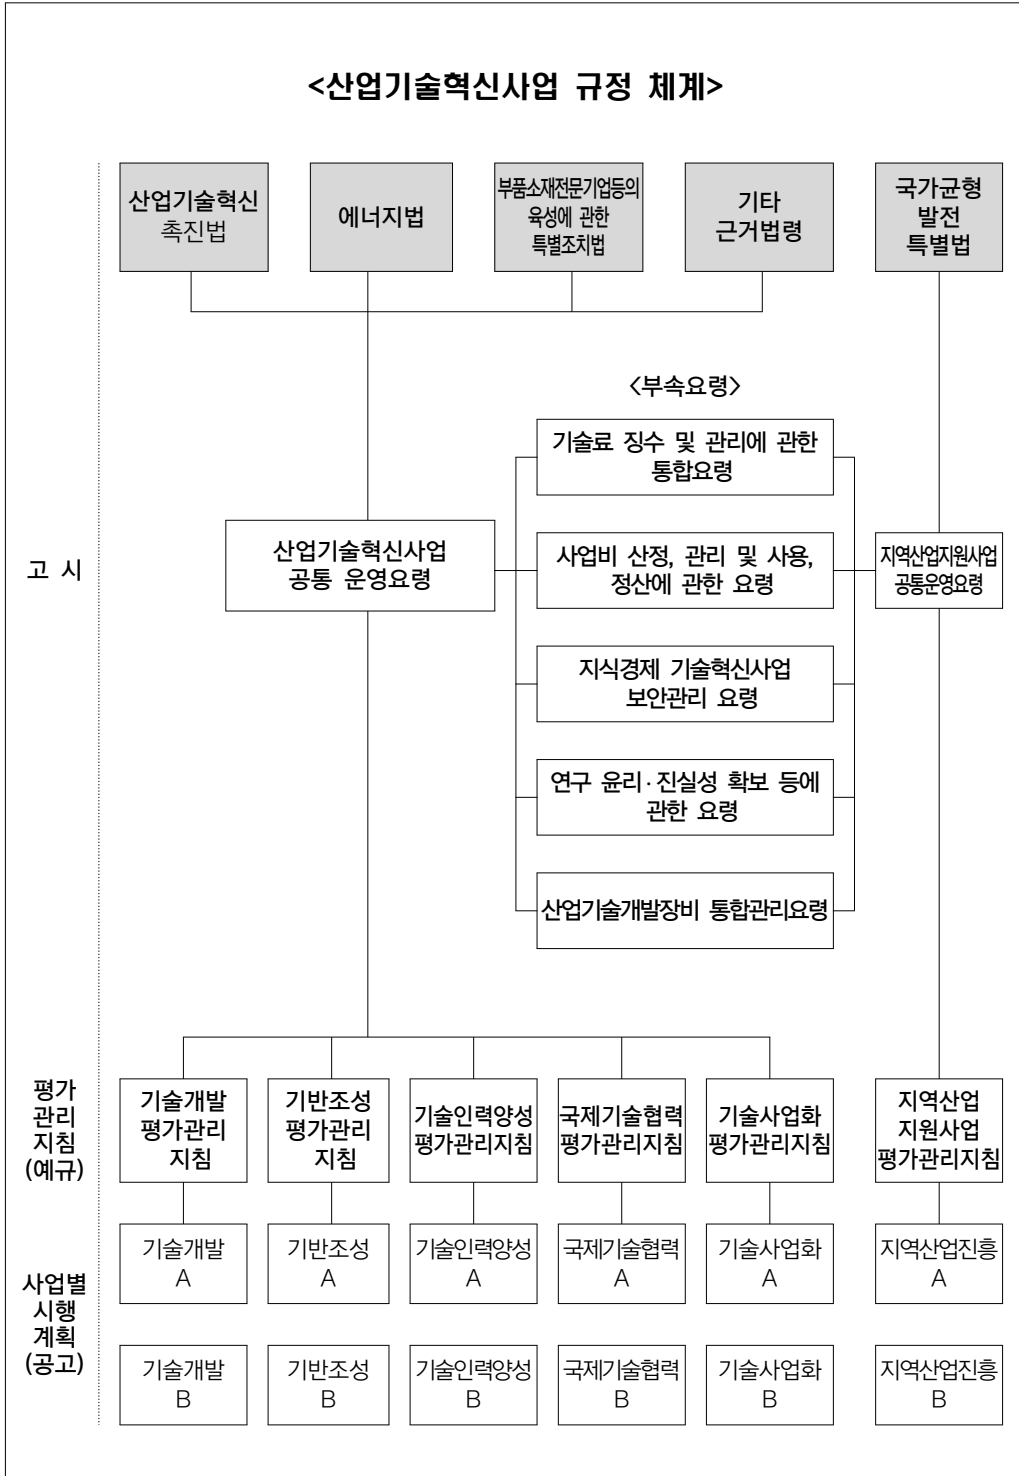 <산업기술혁신사업 규정 체계>
산업기술혁신
촉진법
에너지법
부품소재전문기업등의
육성에 관한
특별조치법
기타
근거법령
국가균형
발전
특별법
<부속요령>
기술료 징수 및 관리에 관한
통합요령
고 시
산업기술혁신사업
공통 운영요령
사업비 산정, 관리 및 사용,
정산에 관한 요령
지역산업지원사업
공통운영요령
지식경제 기술혁신사업
보안관리 요령
연구 윤리·진실성 확보 등에
관한 요령
산업기술개발장비 통합관리요령
평가
관리
지침
(예규)
기술개발
평가관리
지침
기반조성
평가관리
지침
기술인력양성
평가관리지침
국제기술협력
평가관리지침
기술사업화
평가관리지침
지역산업
지원사업
평가관리지침
사업별
시행
계획
(공고)
기술개발
A
기반조성
A
기술인력양성
A
국제기술협력
A
기술사업화
A
지역산업진흥
A
기술개발
B
기반조성
B
기술인력양성
B
국제기술협력
B
기술사업화
B
지역산업진흥
B